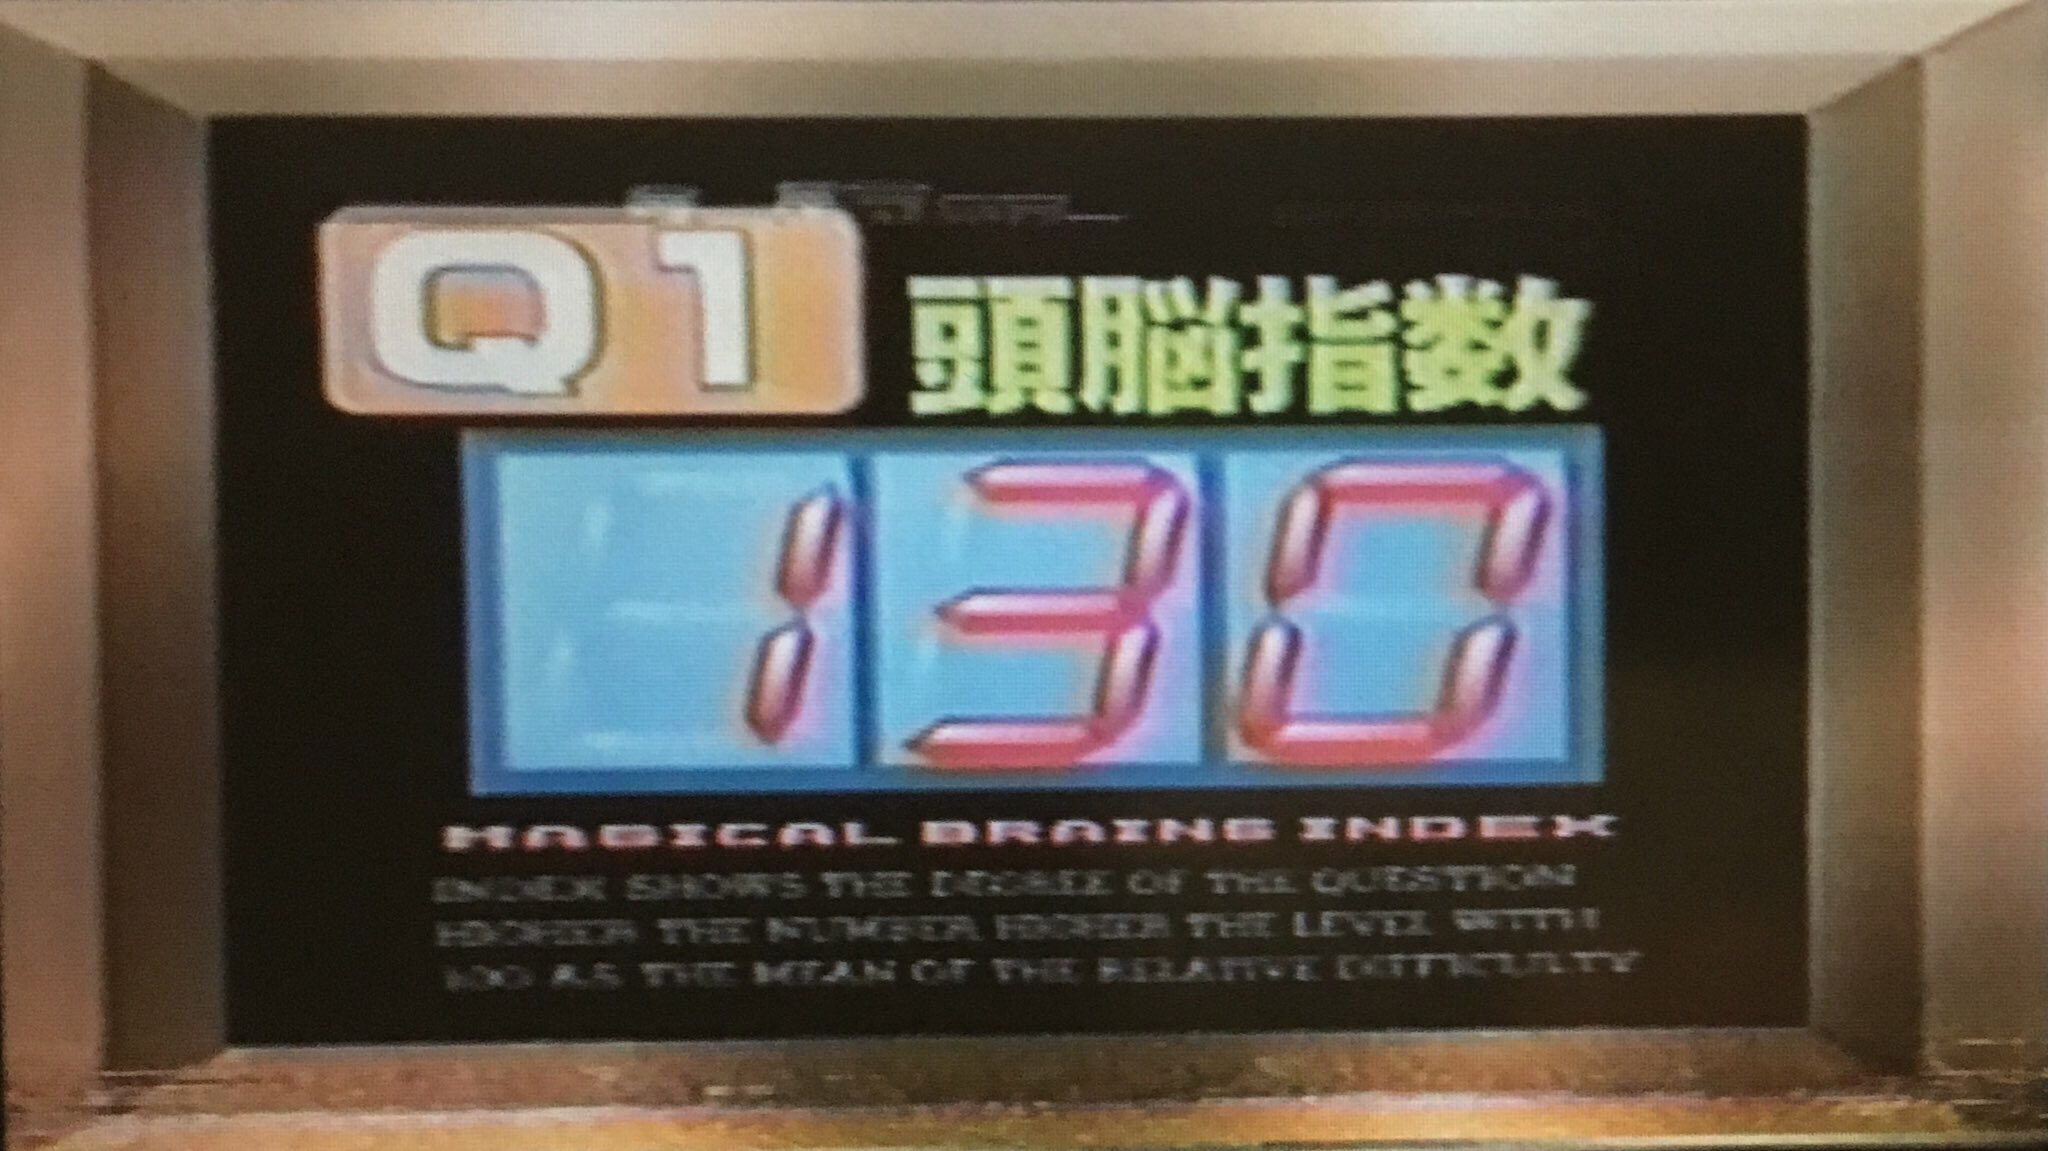 Q1
頭脳指数
130
MAGICAL BRAINS INDEX
INDEX SHOWS THE DEGREE OF THE QUESTION
HIGHER THE NUMBER HIGHER THE LEVEL WITH
100 AS THE MEAN OF THE RELATIVE DIFFICULTY